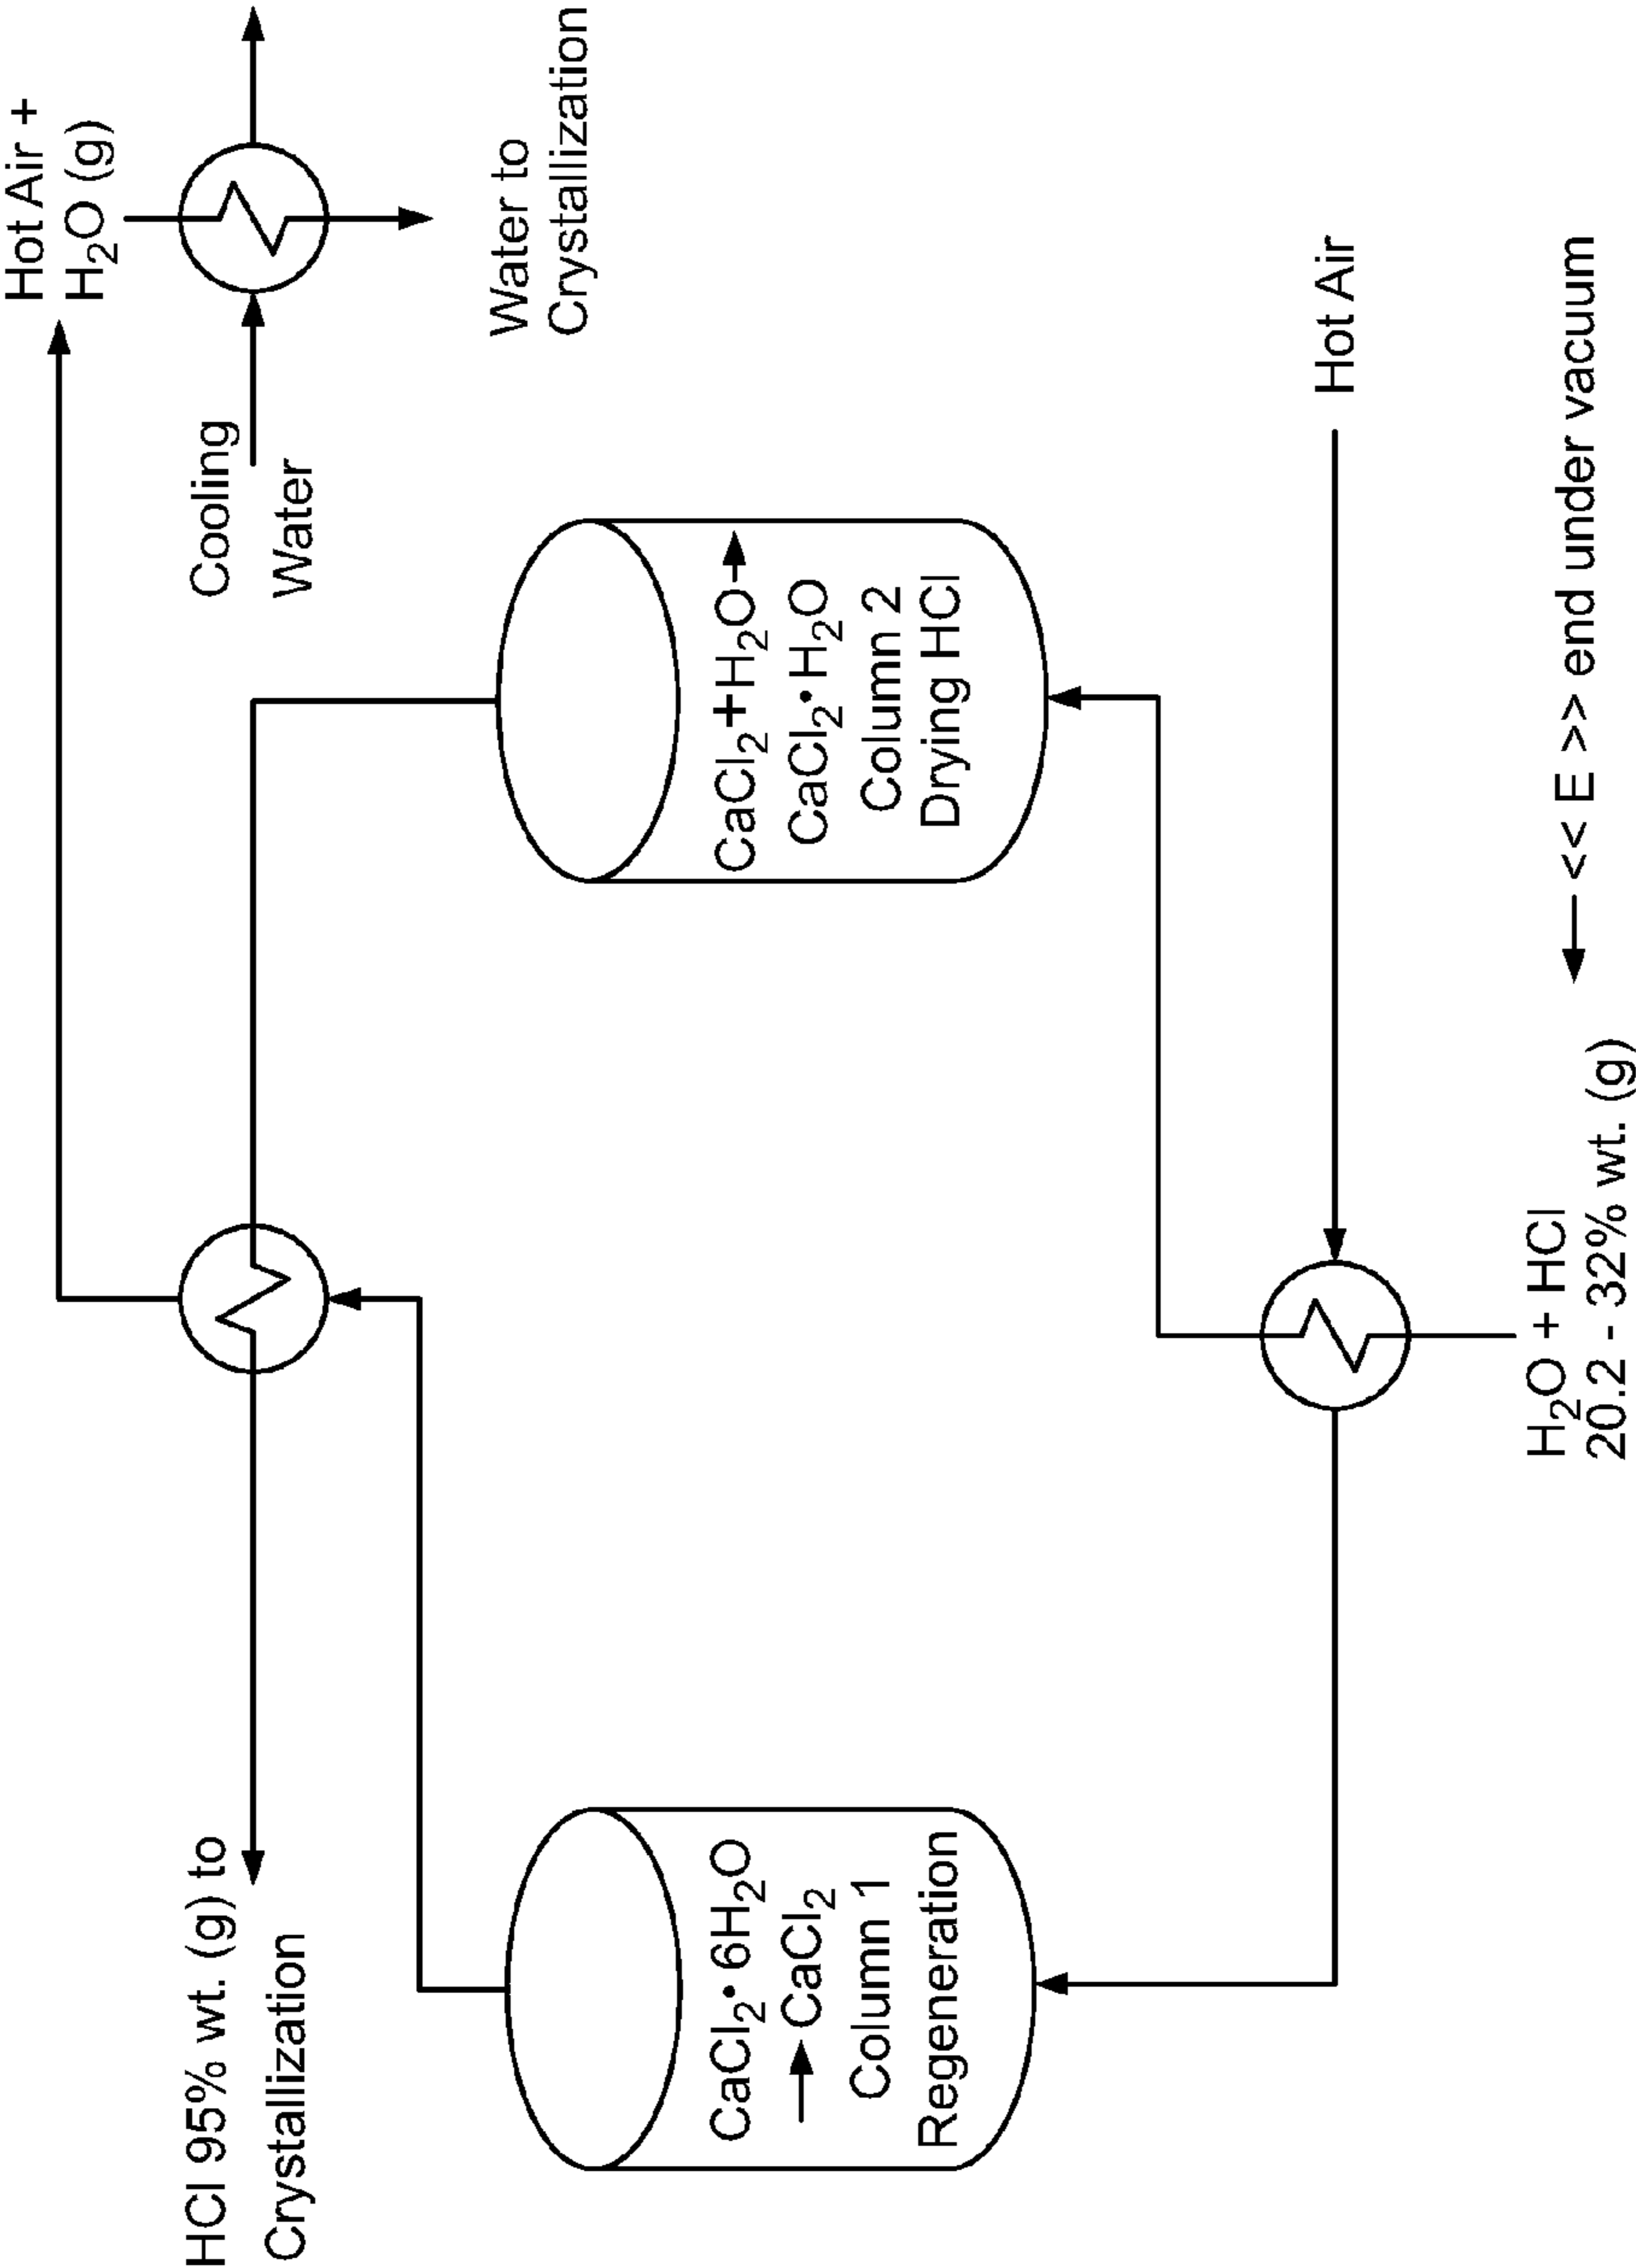 HCl 95% wt. (g) to
Crystallization
Hot Air +
H₂O (g)
Cooling
Water
Water to
Crystallization
CaCl₂• 6H₂O
→ CaCl₂
Column 1
Regeneration
CaCl₂+H₂O→
CaCl₂• H₂O
Column 2
Drying HCl
Hot Air
H₂O + HCl
20.2 - 32% wt. (g)
<< E >> end under vacuum